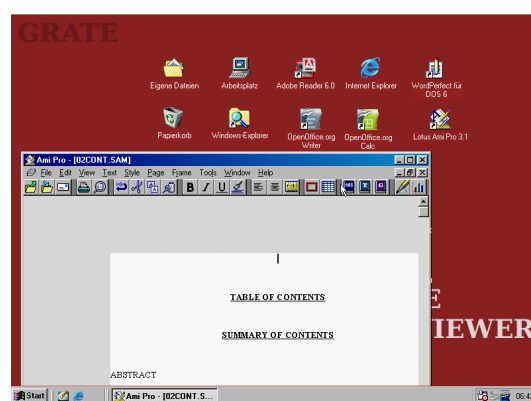 GRATE
Eigene Dateien
Arbeitsplatz
Adobe Reader 6.0
Internet Explorer
WordPerfect für
DOS 6
Papierkorb
Windows-Explorer
OpenOffice.org
Writer
OpenOffice.org
Calc
Lotus Ami Pro 3.1
Ami Pro - [02CONT.SAM]
File Edit View Text Style Page Frame Tools Window Help
B I U
TABLE OF CONTENTS
SUMMARY OF CONTENTS
ABSTRACT
IEWER
Start
Ami Pro - [02CONT.S...